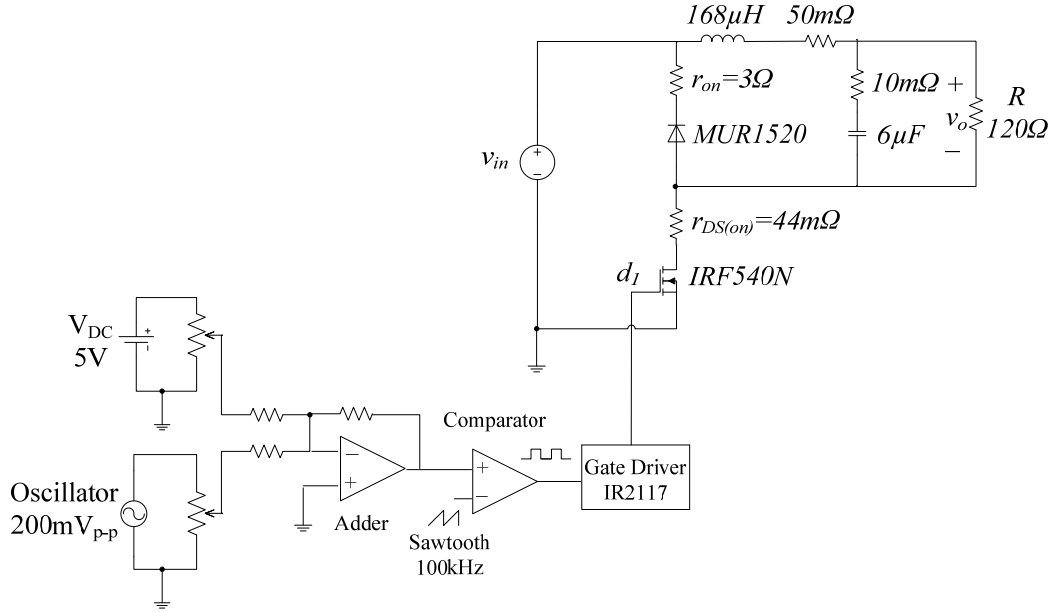 168μH
50mΩ
r_on=3Ω
10mΩ
+
R
MUR1520
v_o
120Ω
6μF
−
v_in
+
−
r_DS(on)=44mΩ
d_1
IRF540N
V_DC
5V
+
-
Comparator
−
+
+
−
Gate Driver
IR2117
Oscillator
200mV_p-p
Adder
Sawtooth
100kHz